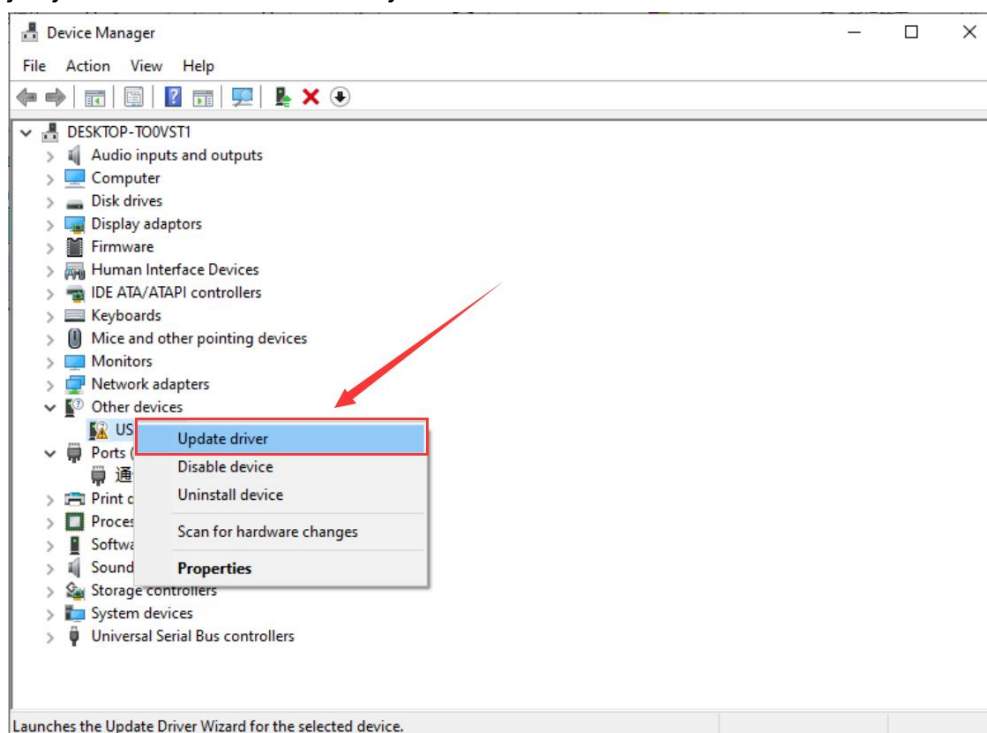 Device Manager
File Action View Help
DESKTOP-TO0VST1
Audio inputs and outputs
Computer
Disk drives
Display adaptors
Firmware
Human Interface Devices
IDE ATA/ATAPI controllers
Keyboards
Mice and other pointing devices
Monitors
Network adapters
Other devices
US
Update driver
Ports (
Disable device
通
Uninstall device
Print
Proces
Scan for hardware changes
Softwa
Sound
Properties
Storage controllers
System devices
Universal Serial Bus controllers
Launches the Update Driver Wizard for the selected device.